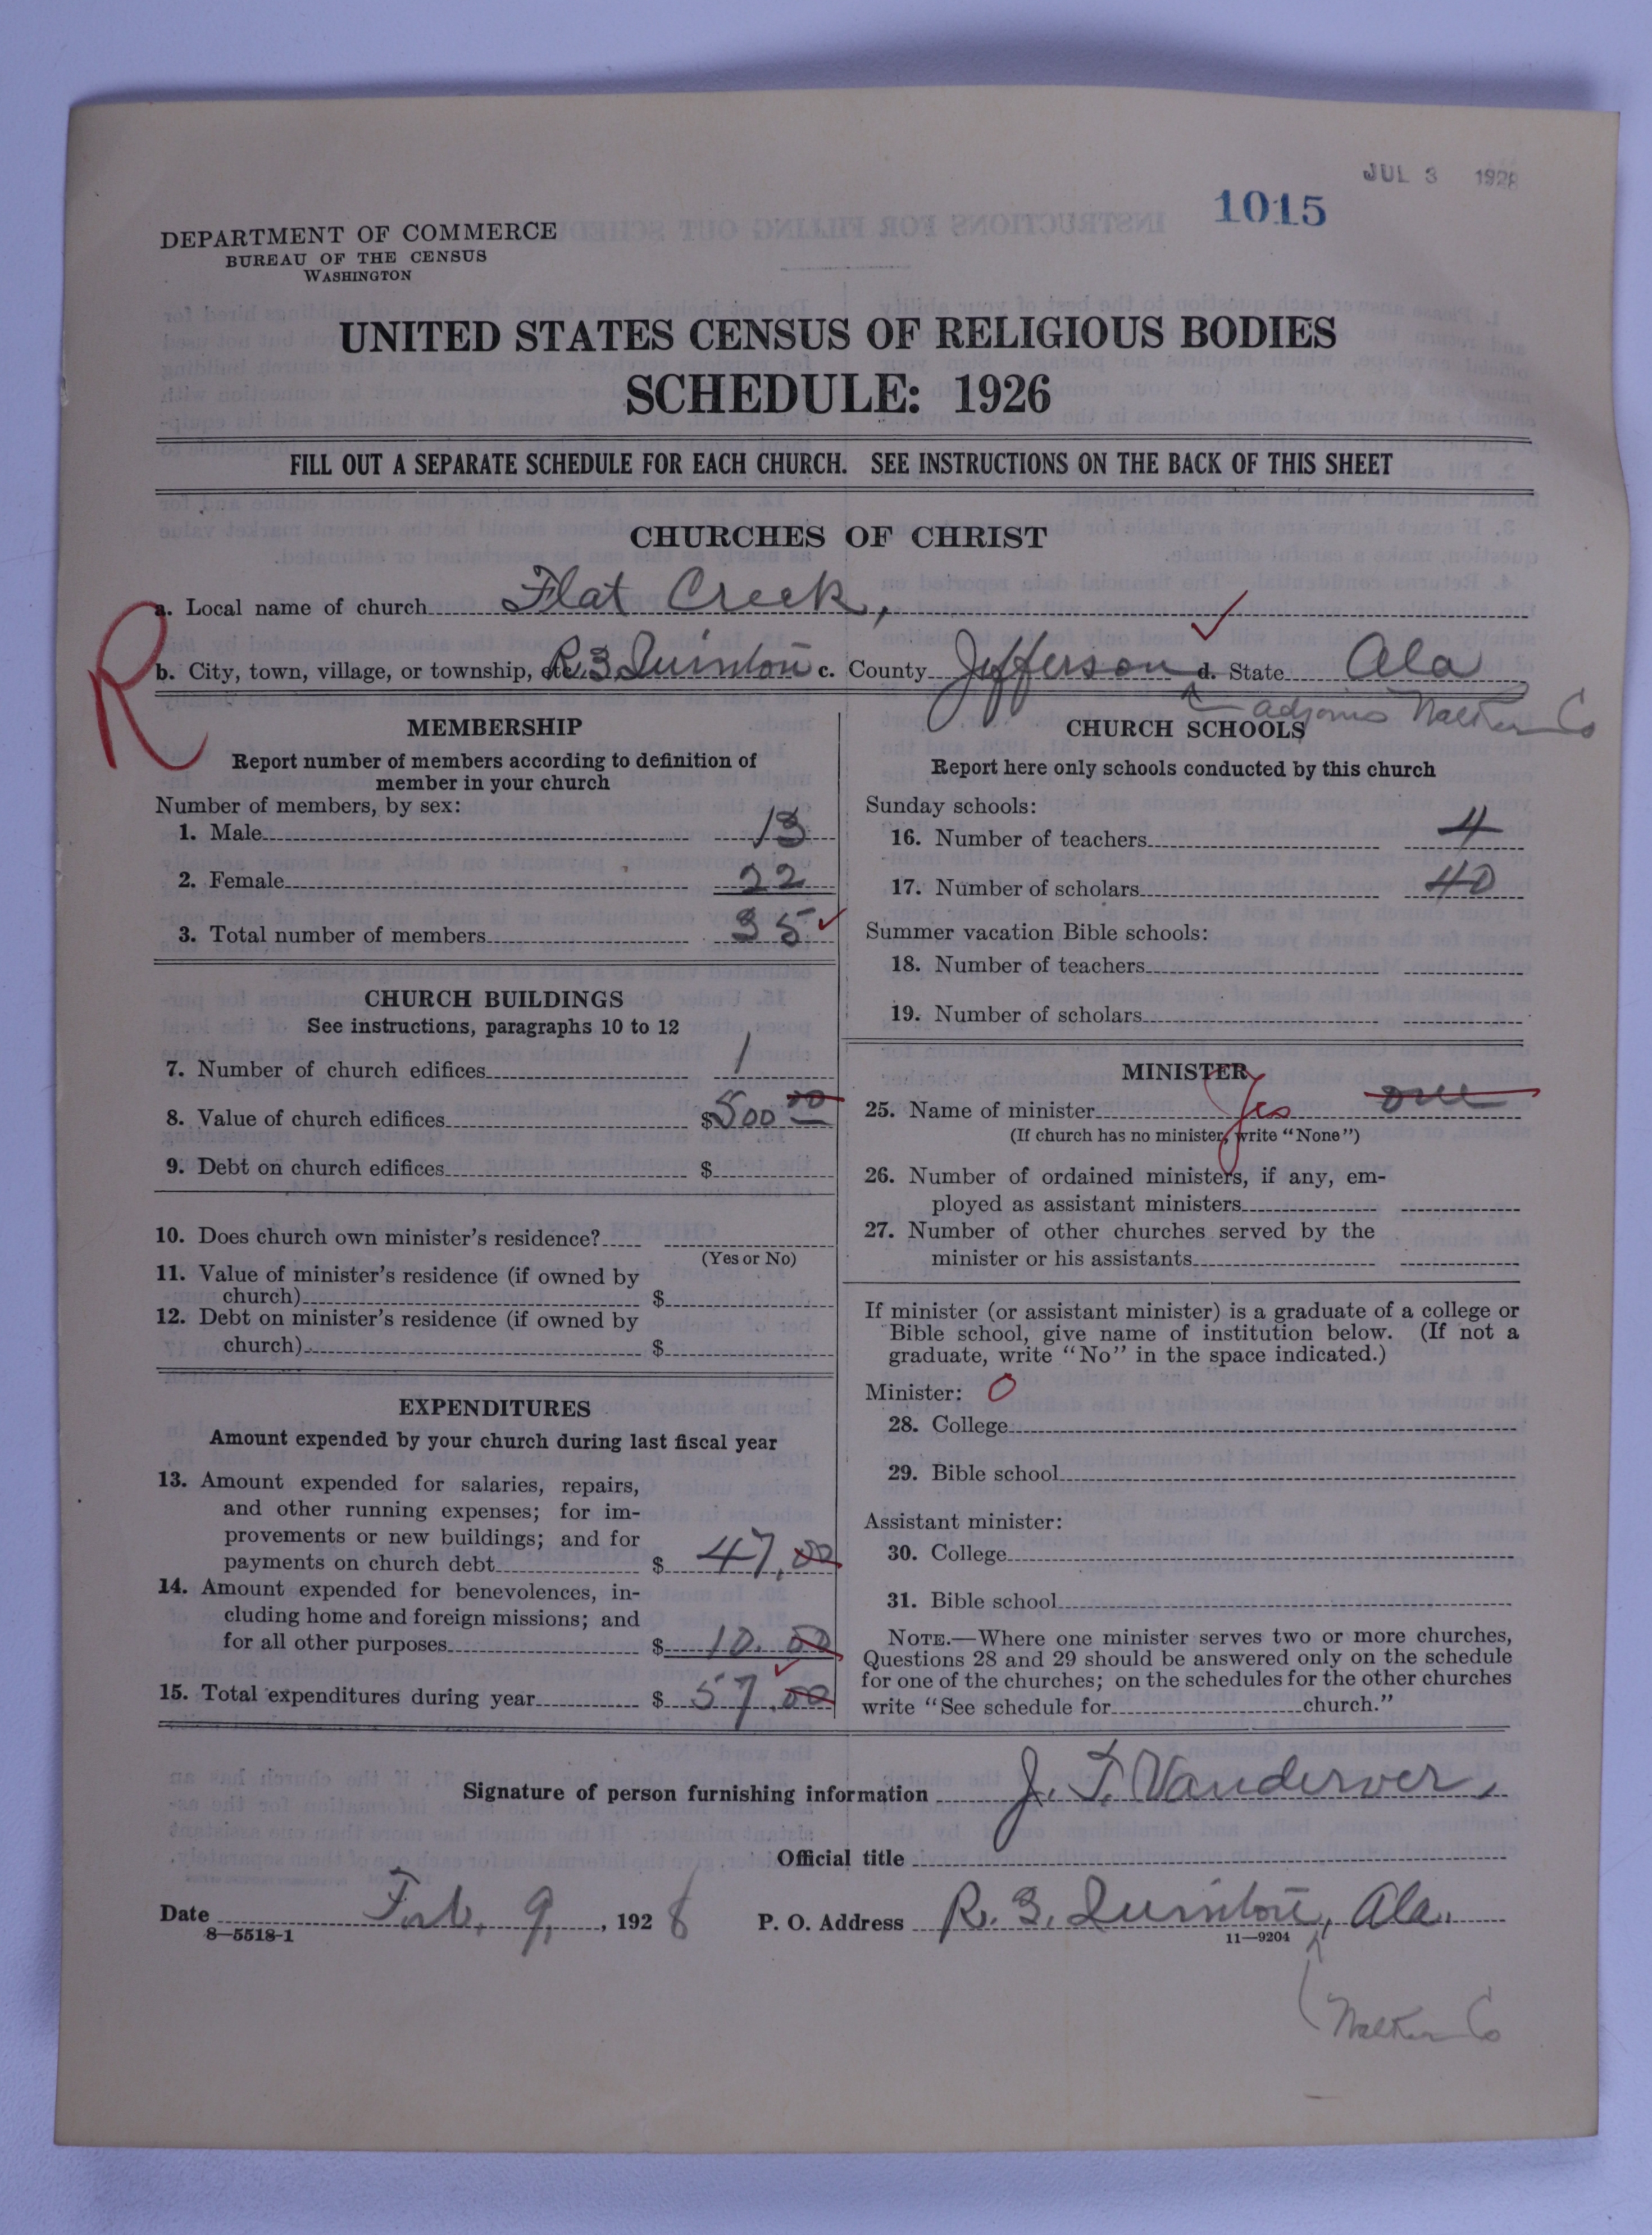 JUL 3 1928
1015
DEPARTMENT OF COMMERCE
BUREAU OF THE CENSUS
WASHINGTON
UNITED STATES CENSUS OF RELIGIOUS BODIES
SCHEDULE: 1926
FILL OUT A SEPARATE SCHEDULE FOR EACH CHURCH. SEE INSTRUCTIONS ON THE BACK OF THIS SHEET
CHURCHES OF CHRIST
R
a. Local name of church Flat Creek,
b. City, town, village, or township, etc. R.3. Quinton c. County Jefferson d. State Ala
adjoins Walker Co
MEMBERSHIP
Report number of members according to definition of
member in your church
Number of members, by sex:
1. Male 13
2. Female 22
3. Total number of members 35
CHURCH BUILDINGS
See instructions, paragraphs 10 to 12
7. Number of church edifices 1
8. Value of church edifices $500 00
9. Debt on church edifices $
10. Does church own minister's residence?
(Yes or No)
11. Value of minister's residence (if owned by
church) $
12. Debt on minister's residence (if owned by
church) $
EXPENDITURES
Amount expended by your church during last fiscal year
13. Amount expended for salaries, repairs,
and other running expenses; for im-
provements or new buildings; and for
payments on church debt $ 47.00
14. Amount expended for benevolences, in-
cluding home and foreign missions; and
for all other purposes $ 10.00
15. Total expenditures during year $ 57.00
CHURCH SCHOOLS
Report here only schools conducted by this church
Sunday schools:
16. Number of teachers 4
17. Number of scholars 40
Summer vacation Bible schools:
18. Number of teachers
19. Number of scholars
MINISTER
25. Name of minister Yes one
(If church has no minister, write "None")
26. Number of ordained ministers, if any, em-
ployed as assistant ministers
27. Number of other churches served by the
minister or his assistants
If minister (or assistant minister) is a graduate of a college or
Bible school, give name of institution below. (If not a
graduate, write "No" in the space indicated.)
Minister: 0
28. College
29. Bible school
Assistant minister:
30. College
31. Bible school
NOTE.—Where one minister serves two or more churches,
Questions 28 and 29 should be answered only on the schedule
for one of the churches; on the schedules for the other churches
write "See schedule for church."
Signature of person furnishing information J. T. Vanderver,
Official title
Date Feb. 9, 1928 P. O. Address R. 3, Quinton, Ala.
8—5518-1 11—9204
Walker Co